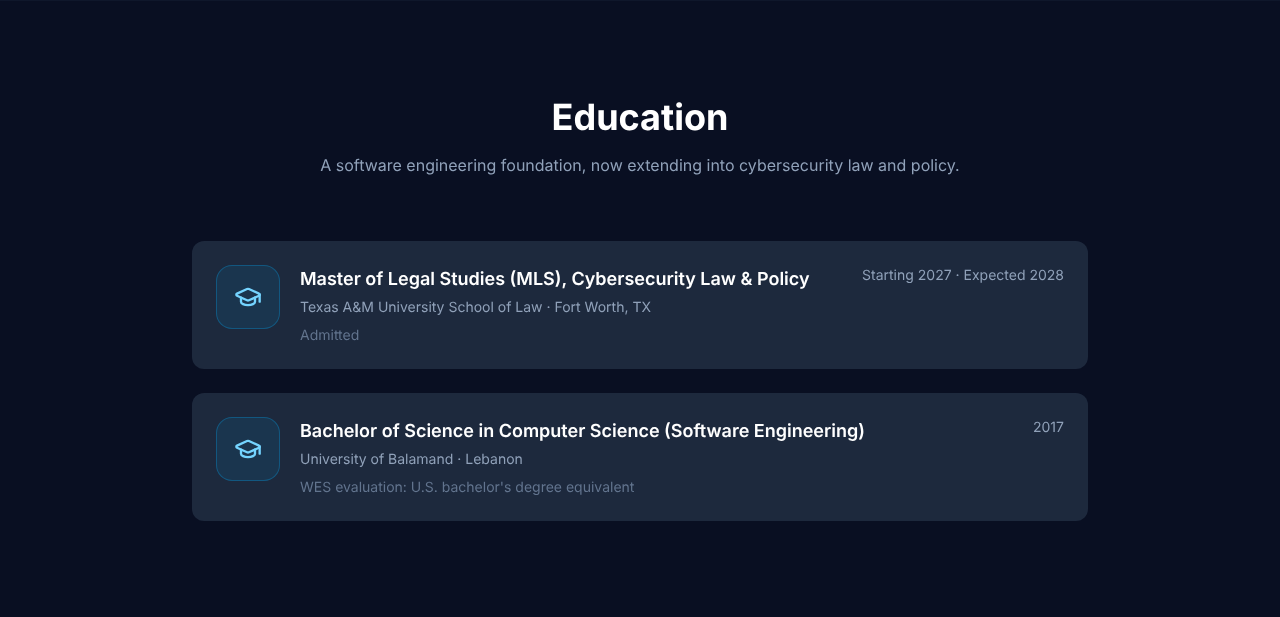 Education
A software engineering foundation, now extending into cybersecurity law and policy.
Master of Legal Studies (MLS), Cybersecurity Law & Policy
Starting 2027 · Expected 2028
Texas A&M University School of Law · Fort Worth, TX
Admitted
Bachelor of Science in Computer Science (Software Engineering)
2017
University of Balamand · Lebanon
WES evaluation: U.S. bachelor's degree equivalent